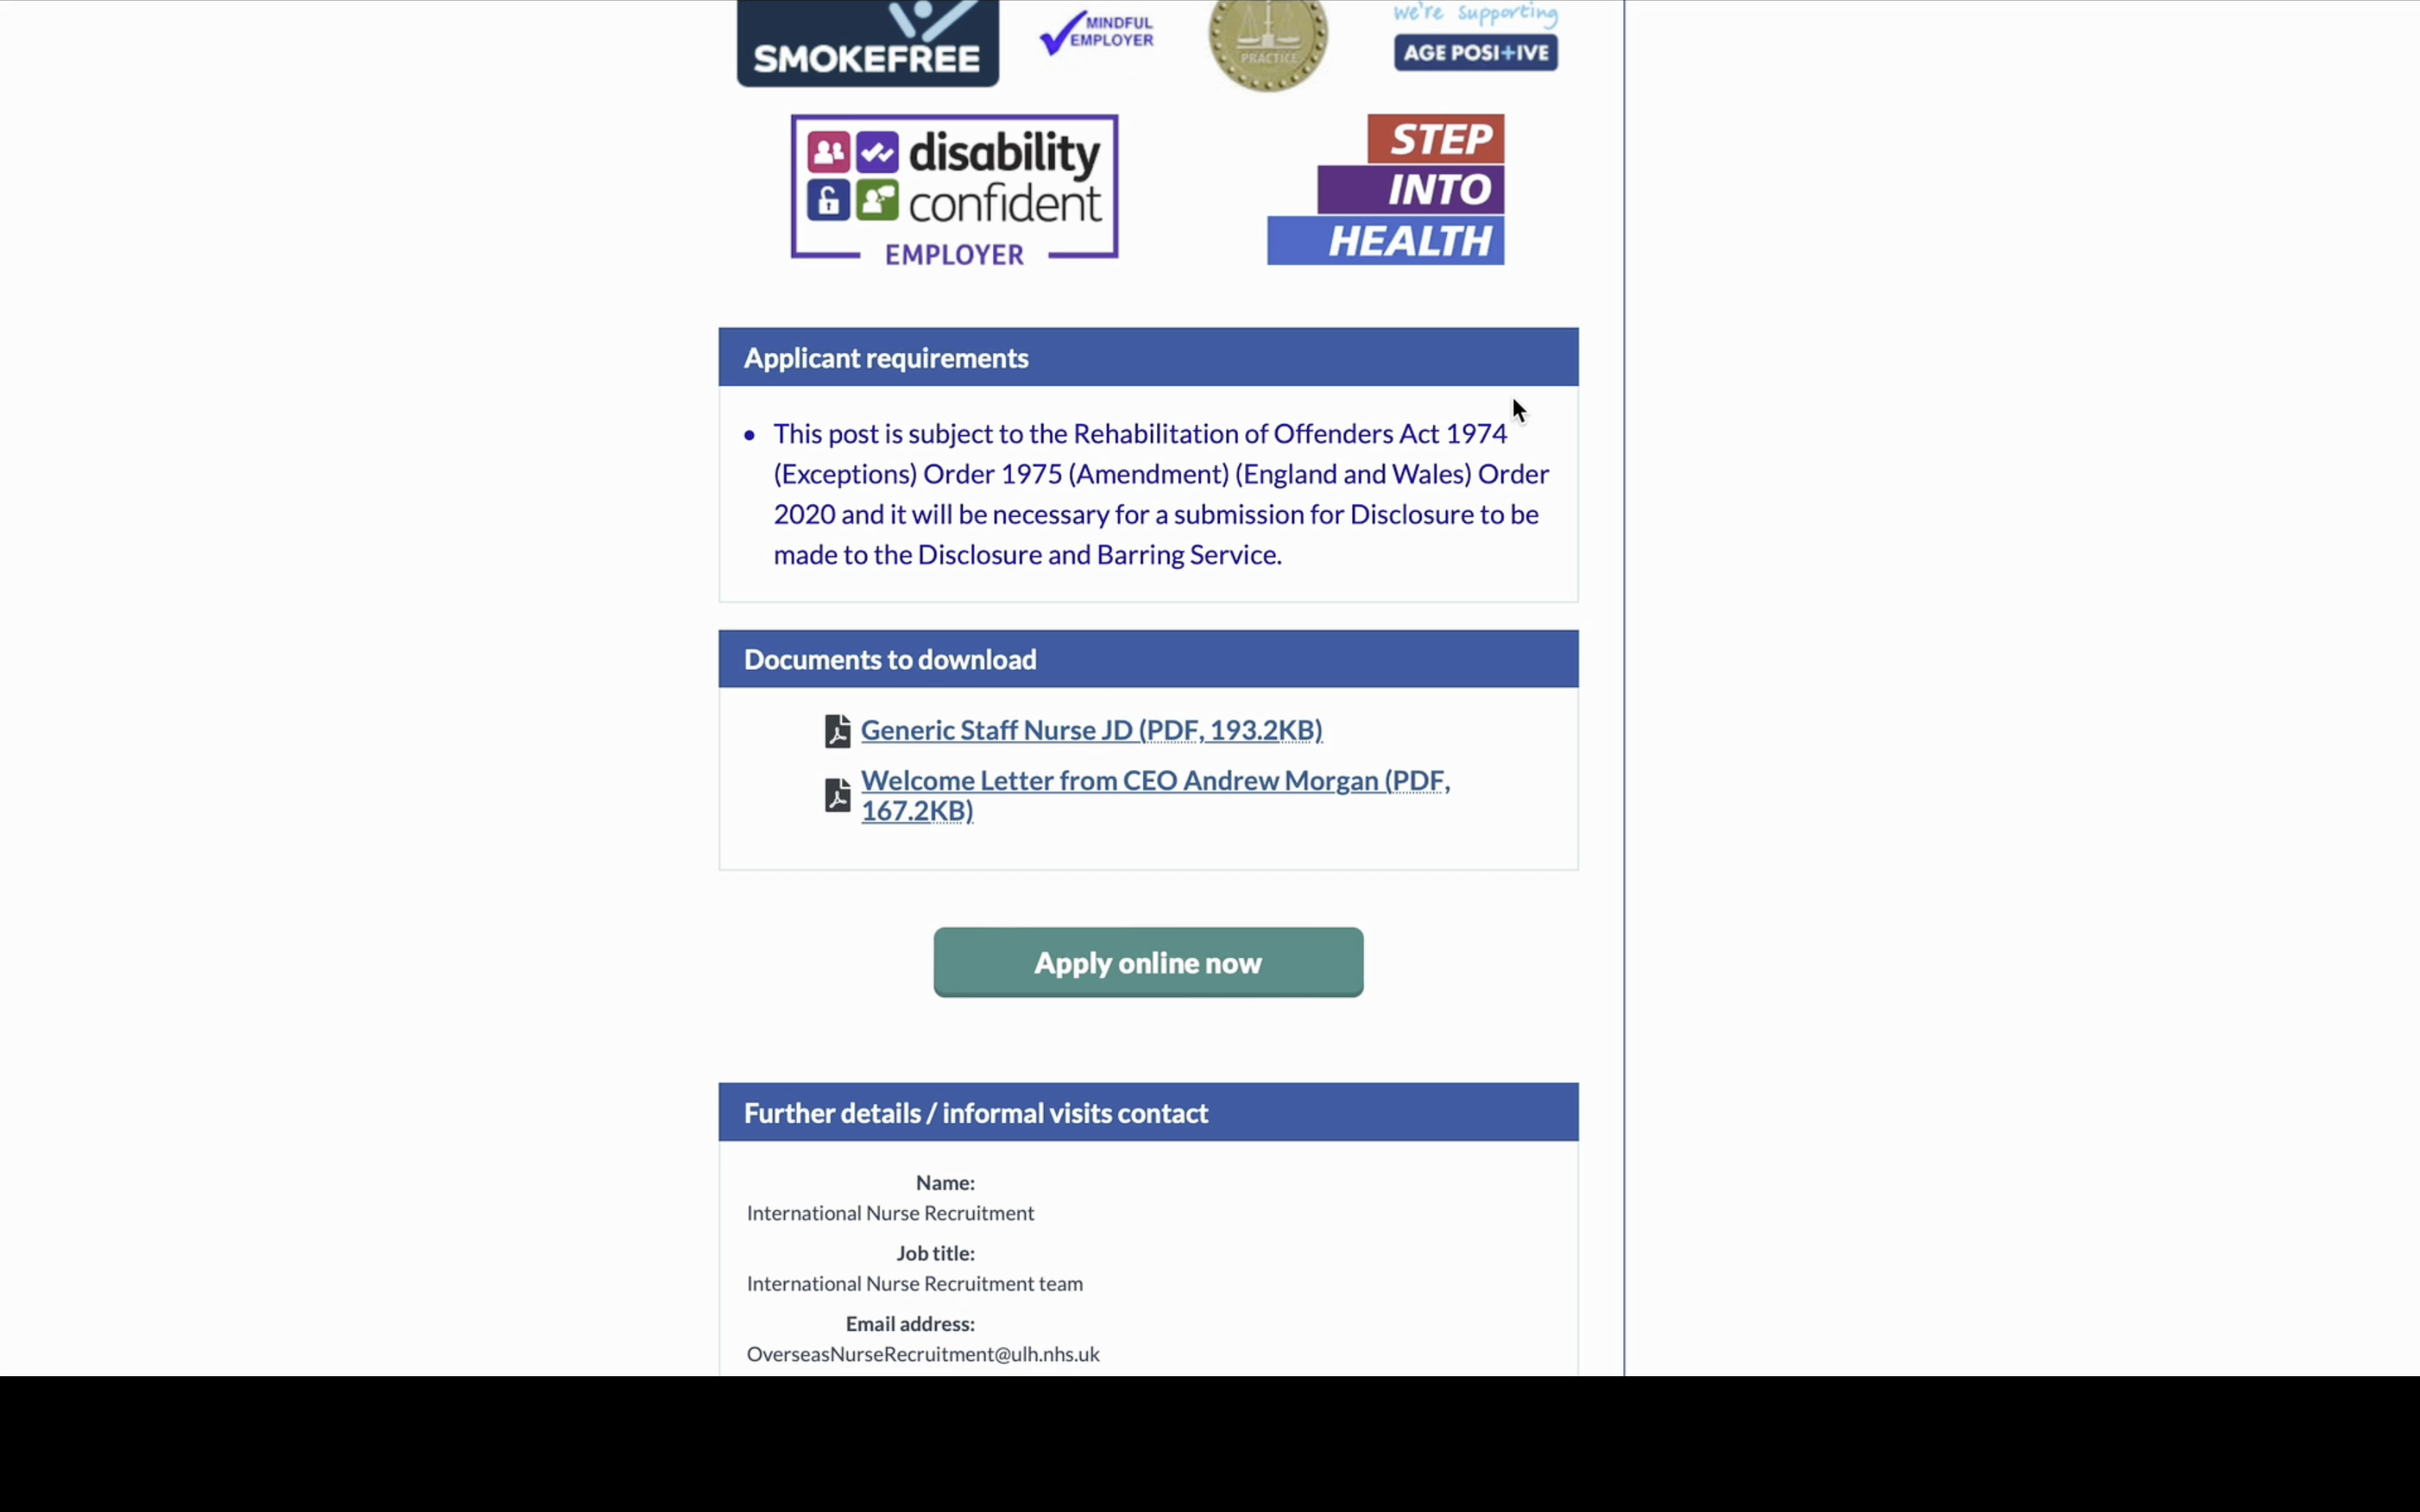 We're supporting
SMOKEFREE
MINDFUL
EMPLOYER
PRACTICE
AGE POSI+IVE
disability
confident
EMPLOYER
STEP
INTO
HEALTH
Applicant requirements
• This post is subject to the Rehabilitation of Offenders Act 1974
(Exceptions) Order 1975 (Amendment) (England and Wales) Order
2020 and it will be necessary for a submission for Disclosure to be
made to the Disclosure and Barring Service.
Documents to download
Generic Staff Nurse JD (PDF, 193.2KB)
Welcome Letter from CEO Andrew Morgan (PDF,
167.2KB)
Apply online now
Further details / informal visits contact
Name:
International Nurse Recruitment
Job title:
International Nurse Recruitment team
Email address:
OverseasNurseRecruitment@ulh.nhs.uk